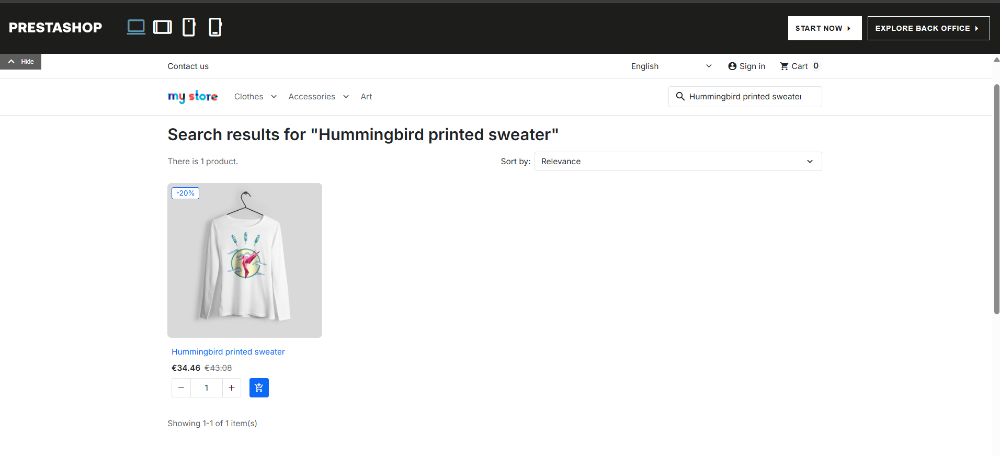 PRESTASHOP
START NOW
EXPLORE BACK OFFICE
Hide
Contact us
English
Sign in
Cart 0
my store
Clothes
Accessories
Art
Hummingbird printed sweater
Search results for "Hummingbird printed sweater"
There is 1 product.
Sort by: Relevance
-20%
Hummingbird printed sweater
€34.46 €43.08
1
Showing 1-1 of 1 item(s)